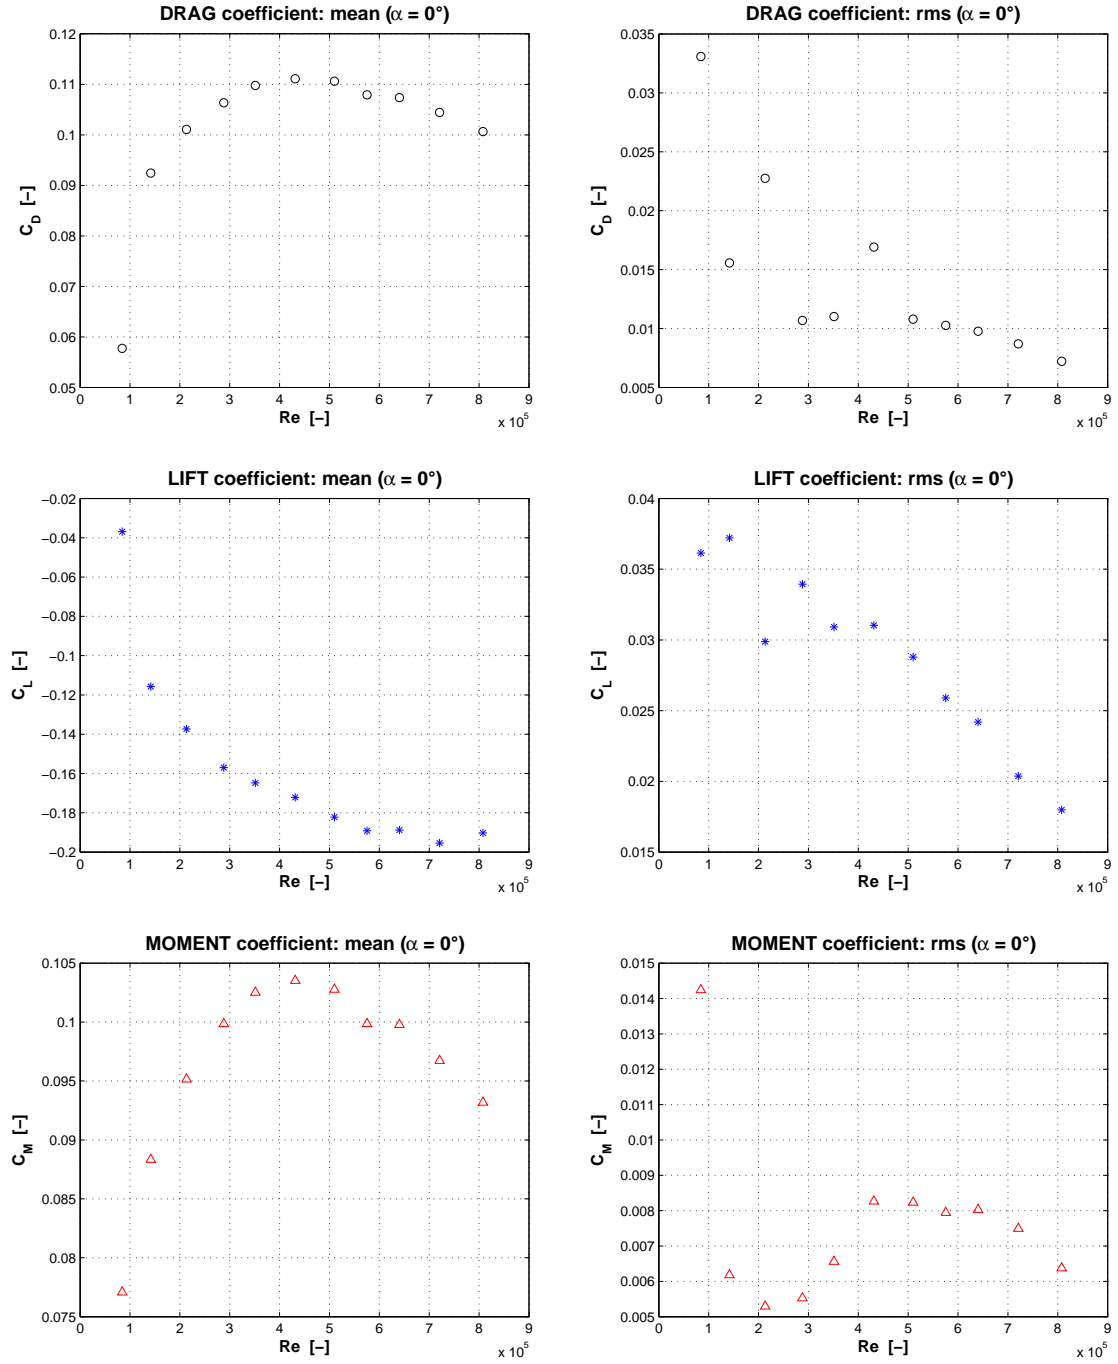 DRAG coefficient: mean (α = 0°)
0.12
0.11
0.1
0.09
0.08
0.07
0.06
0.05
C_D [–]
0 1 2 3 4 5 6 7 8 9
Re [–]
x 10^5
DRAG coefficient: rms (α = 0°)
0.035
0.03
0.025
0.02
0.015
0.01
0.005
C_D [–]
0 1 2 3 4 5 6 7 8 9
Re [–]
x 10^5
LIFT coefficient: mean (α = 0°)
−0.02
−0.04
−0.06
−0.08
−0.1
−0.12
−0.14
−0.16
−0.18
−0.2
C_L [–]
0 1 2 3 4 5 6 7 8 9
Re [–]
x 10^5
LIFT coefficient: rms (α = 0°)
0.04
0.035
0.03
0.025
0.02
0.015
C_L [–]
0 1 2 3 4 5 6 7 8 9
Re [–]
x 10^5
MOMENT coefficient: mean (α = 0°)
0.105
0.1
0.095
0.09
0.085
0.08
0.075
C_M [–]
0 1 2 3 4 5 6 7 8 9
Re [–]
x 10^5
MOMENT coefficient: rms (α = 0°)
0.015
0.014
0.013
0.012
0.011
0.01
0.009
0.008
0.007
0.006
0.005
C_M [–]
0 1 2 3 4 5 6 7 8 9
Re [–]
x 10^5